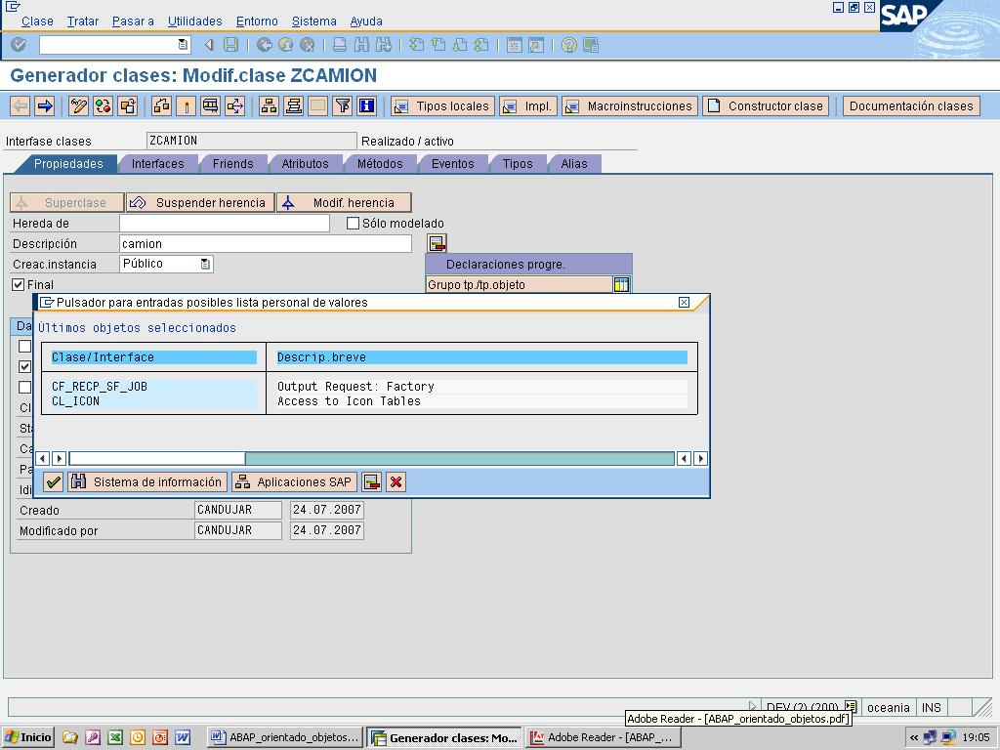 Clase Tratar Pasar a Utilidades Entorno Sistema Ayuda
SAP
Generador clases: Modif.clase ZCAMION
Tipos locales Impl. Macroinstrucciones Constructor clase Documentación clases
Interfase clases ZCAMION Realizado / activo
Propiedades Interfaces Friends Atributos Métodos Eventos Tipos Alias
Superclase Suspender herencia Modif. herencia
Hereda de Sólo modelado
Descripción camion
Creac.instancia Público Declaraciones progre.
Final Grupo tp./tp.objeto
Pulsador para entradas posibles lista personal de valores
Da
Últimos objetos seleccionados
Clase/Interface Descrip.breve
CF_RECP_SF_JOB Output Request: Factory
CL_ICON Access to Icon Tables
Cl
Sta
Ca
Pa
Sistema de información Aplicaciones SAP
Idi
Creado CANDUJAR 24.07.2007
Modificado por CANDUJAR 24.07.2007
DEV (2) (200) oceania INS
Adobe Reader - [ABAP_orientado_objetos.pdf]
Inicio ABAP_orientado_objetos... Generador clases: Mo... Adobe Reader - [ABAP_... 19:05